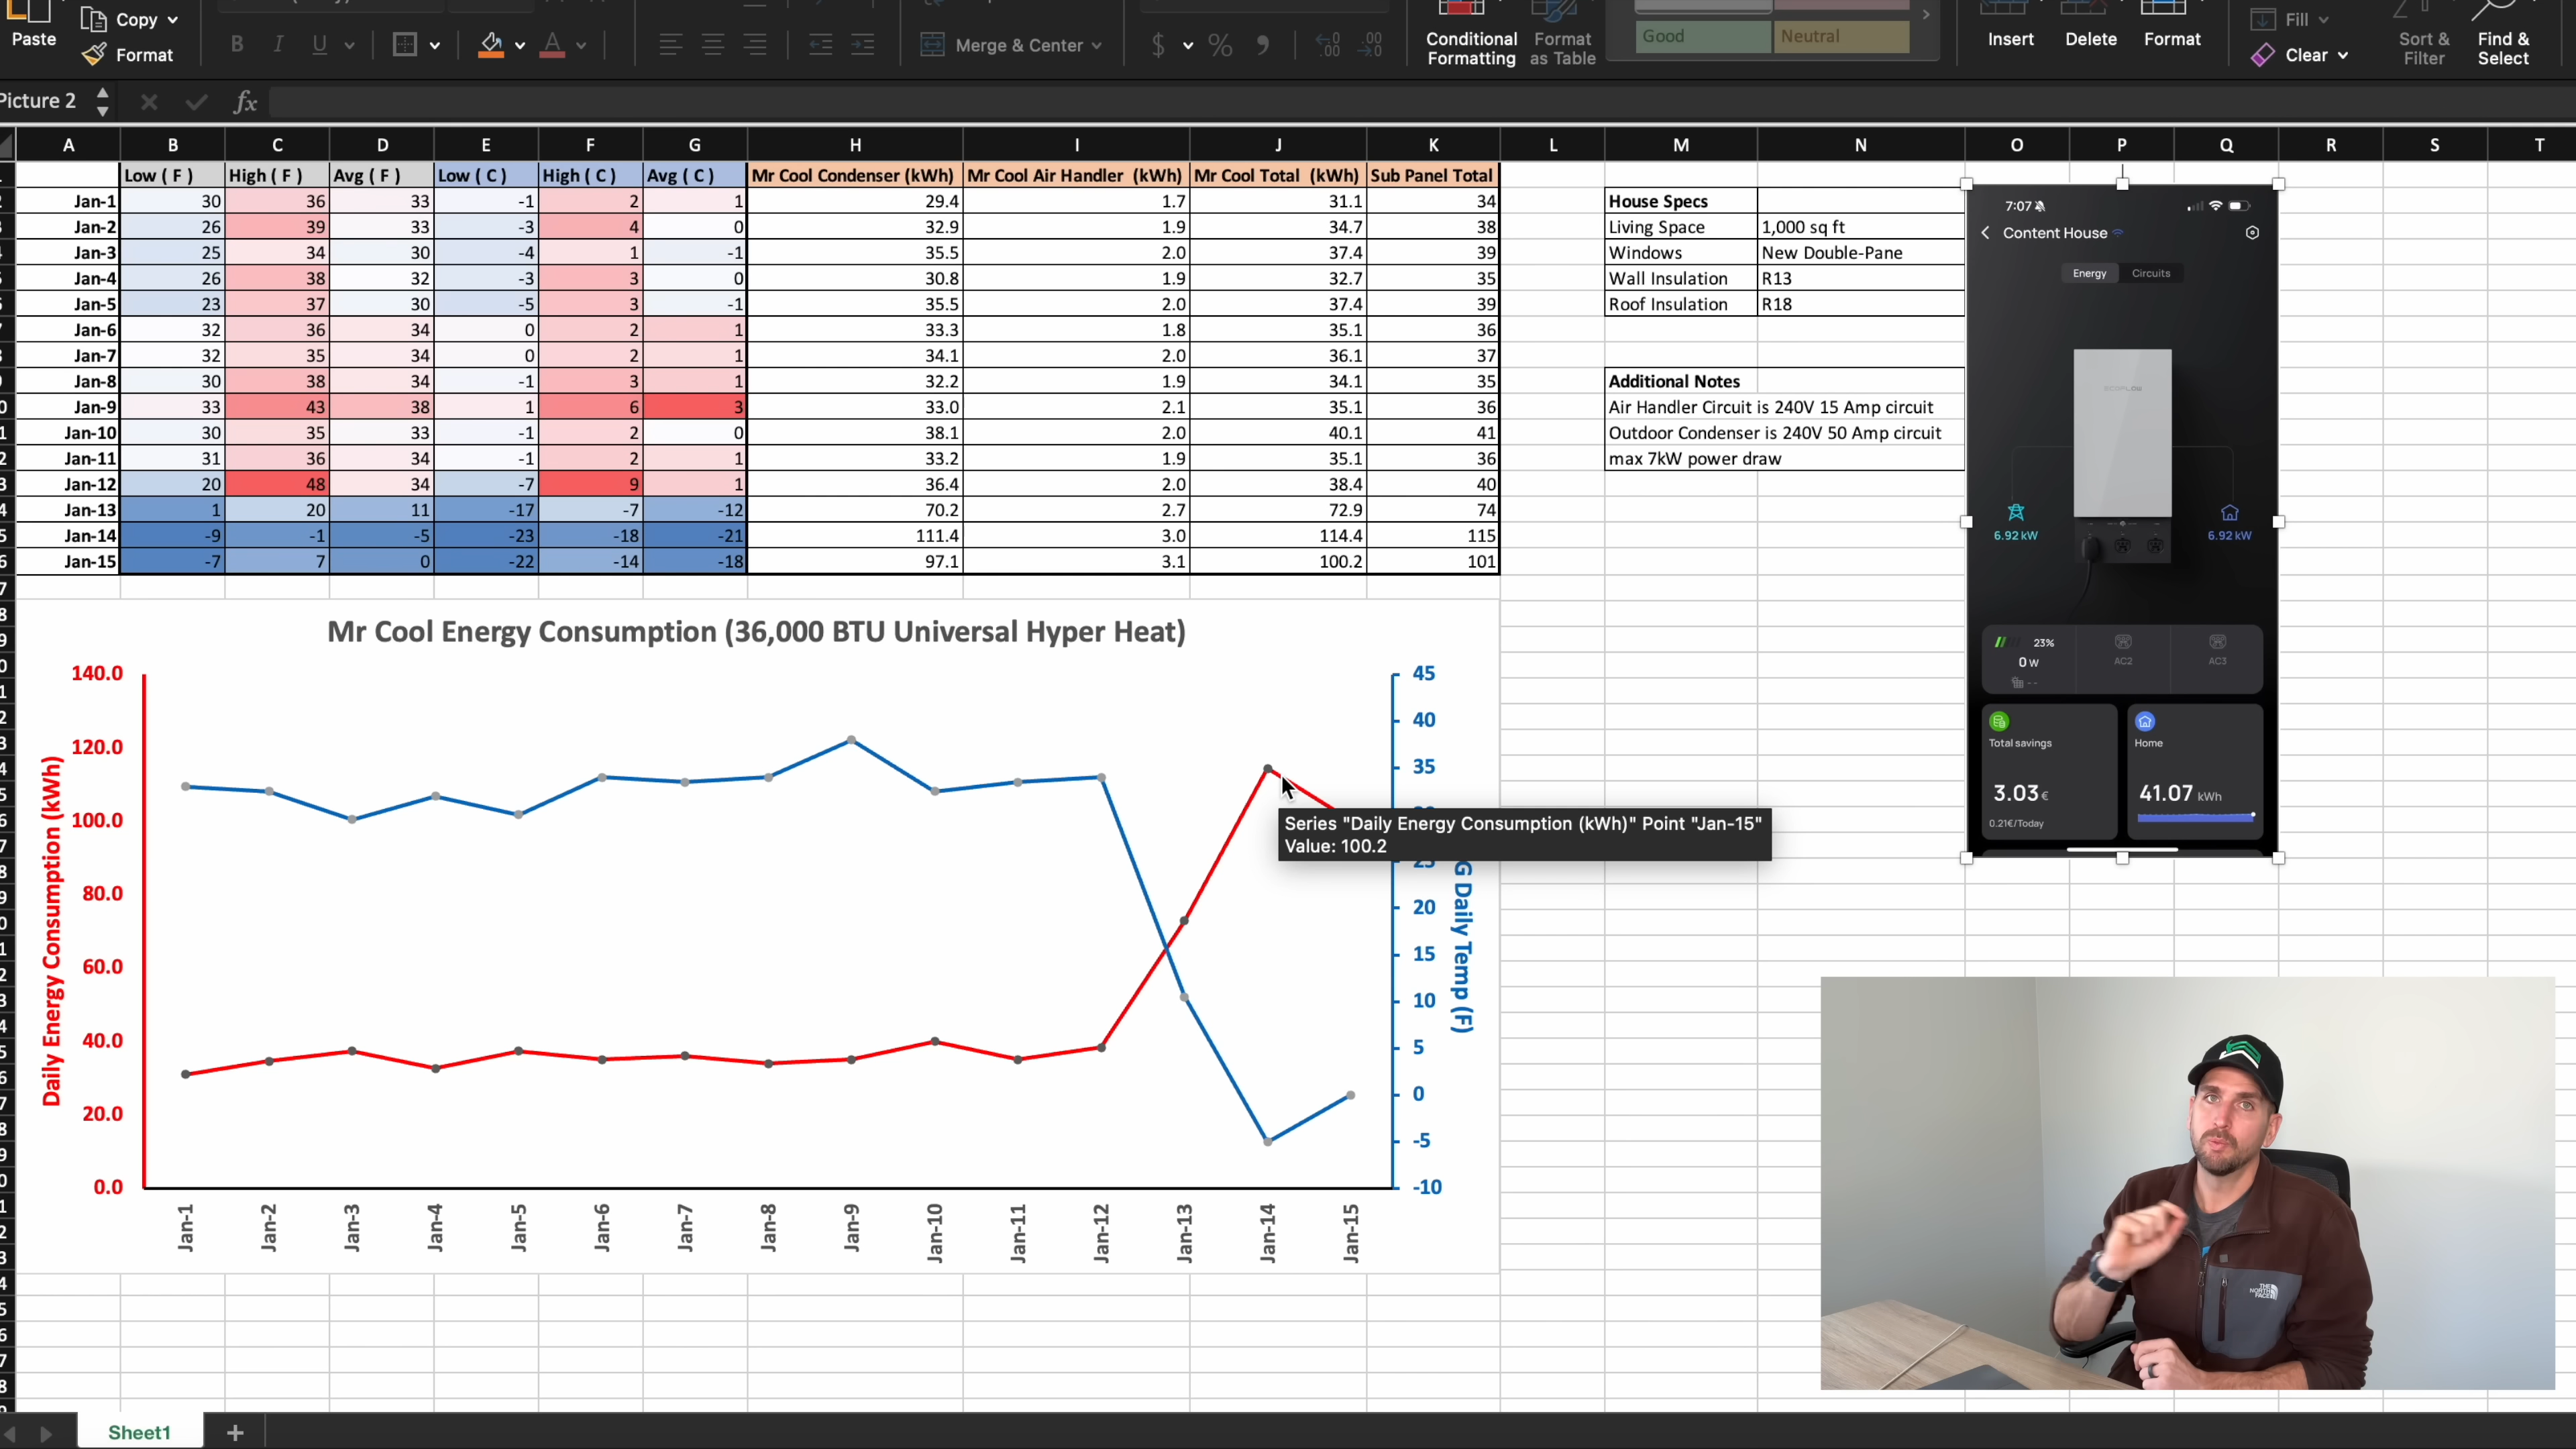 Paste
Copy
Format
B I U
Merge & Center
$ % 9
Conditional Formatting
Format as Table
Good
Neutral
Insert
Delete
Format
Fill
Clear
Sort & Filter
Find & Select
Picture 2
fx
A B C D E F G H I J K L M N O P Q R S T
Low ( F ) High ( F ) Avg ( F ) Low ( C ) High ( C ) Avg ( C ) Mr Cool Condenser (kWh) Mr Cool Air Handler (kWh) Mr Cool Total (kWh) Sub Panel Total
Jan-1 30 36 33 -1 2 1 29.4 1.7 31.1 34
Jan-2 26 39 33 -3 4 0 32.9 1.9 34.7 38
Jan-3 25 34 30 -4 1 -1 35.5 2.0 37.4 39
Jan-4 26 38 32 -3 3 0 30.8 1.9 32.7 35
Jan-5 23 37 30 -5 3 -1 35.5 2.0 37.4 39
Jan-6 32 36 34 0 2 1 33.3 1.8 35.1 36
Jan-7 32 35 34 0 2 1 34.1 2.0 36.1 37
Jan-8 30 38 34 -1 3 1 32.2 1.9 34.1 35
Jan-9 33 43 38 1 6 3 33.0 2.1 35.1 36
Jan-10 30 35 33 -1 2 0 38.1 2.0 40.1 41
Jan-11 31 36 34 -1 2 1 33.2 1.9 35.1 36
Jan-12 20 48 34 -7 9 1 36.4 2.0 38.4 40
Jan-13 1 20 11 -17 -7 -12 70.2 2.7 72.9 74
Jan-14 -9 -1 -5 -23 -18 -21 111.4 3.0 114.4 115
Jan-15 -7 7 0 -22 -14 -18 97.1 3.1 100.2 101
House Specs
Living Space 1,000 sq ft
Windows New Double-Pane
Wall Insulation R13
Roof Insulation R18
Additional Notes
Air Handler Circuit is 240V 15 Amp circuit
Outdoor Condenser is 240V 50 Amp circuit
max 7kW power draw
7:07
Content House
Energy Circuits
6.92 kW
6.92 kW
23%
0 W
--
AC2
AC3
Total savings
3.03 €
0.21€/Today
Home
41.07 kWh
Mr Cool Energy Consumption (36,000 BTU Universal Hyper Heat)
Daily Energy Consumption (kWh)
140.0
120.0
100.0
80.0
60.0
40.0
20.0
0.0
45
40
35
25
20
15
10
5
0
-5
-10
G Daily Temp (F)
Series "Daily Energy Consumption (kWh)" Point "Jan-15"
Value: 100.2
Jan-1 Jan-2 Jan-3 Jan-4 Jan-5 Jan-6 Jan-7 Jan-8 Jan-9 Jan-10 Jan-11 Jan-12 Jan-13 Jan-14 Jan-15
THE NORTH FACE
Sheet1
+